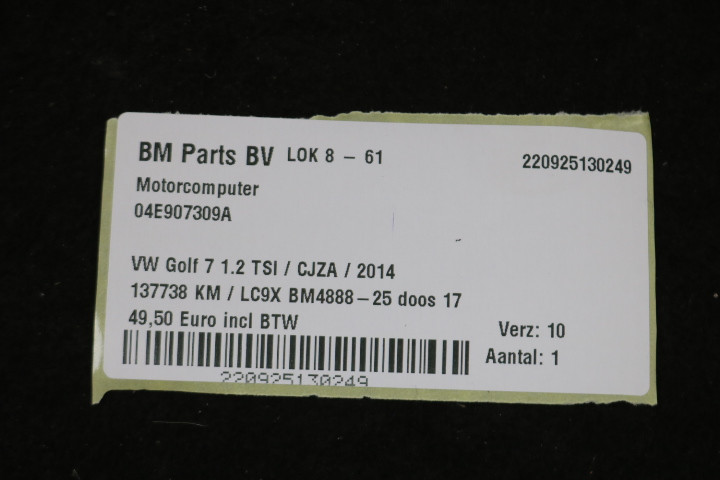 BM Parts BV LOK 8 - 61 220925130249
Motorcomputer
04E907309A
VW Golf 7 1.2 TSI / CJZA / 2014
137738 KM / LC9X BM4888-25 doos 17
49,50 Euro incl BTW Verz: 10
Aantal: 1
220925130249